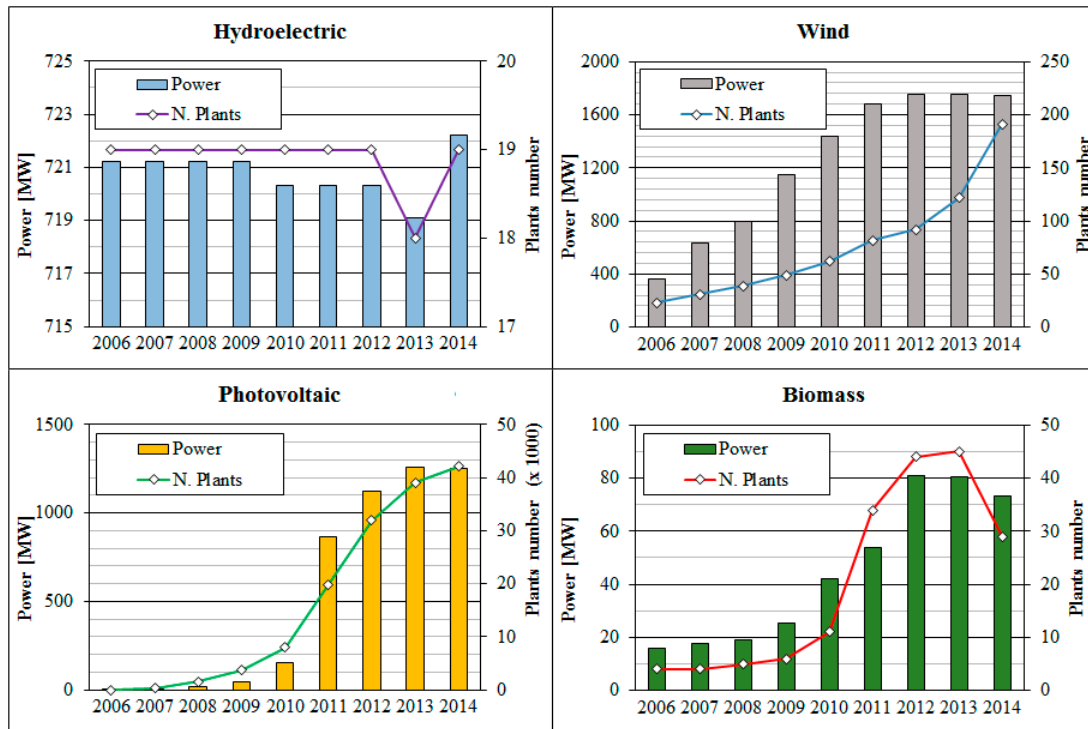 Hydroelectric
Power [MW]
725
723
721
719
717
715
Power
N. Plants
20
19
18
17
Plants number
2006 2007 2008 2009 2010 2011 2012 2013 2014
Wind
Power [MW]
2000
1600
1200
800
400
0
Power
N. Plants
250
200
150
100
50
0
Plants number
2006 2007 2008 2009 2010 2011 2012 2013 2014
Photovoltaic
Power [MW]
1500
1000
500
0
Power
N. Plants
50
40
30
20
10
0
Plants number (x 1000)
2006 2007 2008 2009 2010 2011 2012 2013 2014
Biomass
Power [MW]
100
80
60
40
20
0
Power
N. Plants
50
40
30
20
10
0
Plants number
2006 2007 2008 2009 2010 2011 2012 2013 2014